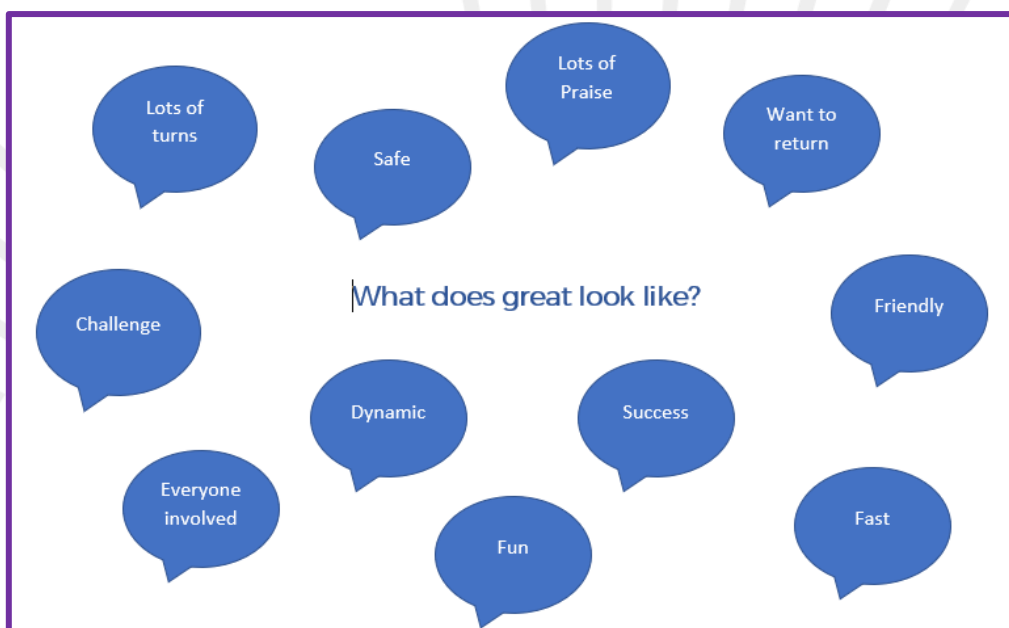 Lots of
Praise
Lots of
turns
Want to
return
Safe
What does great look like?
Friendly
Challenge
Dynamic
Success
Everyone
involved
Fast
Fun